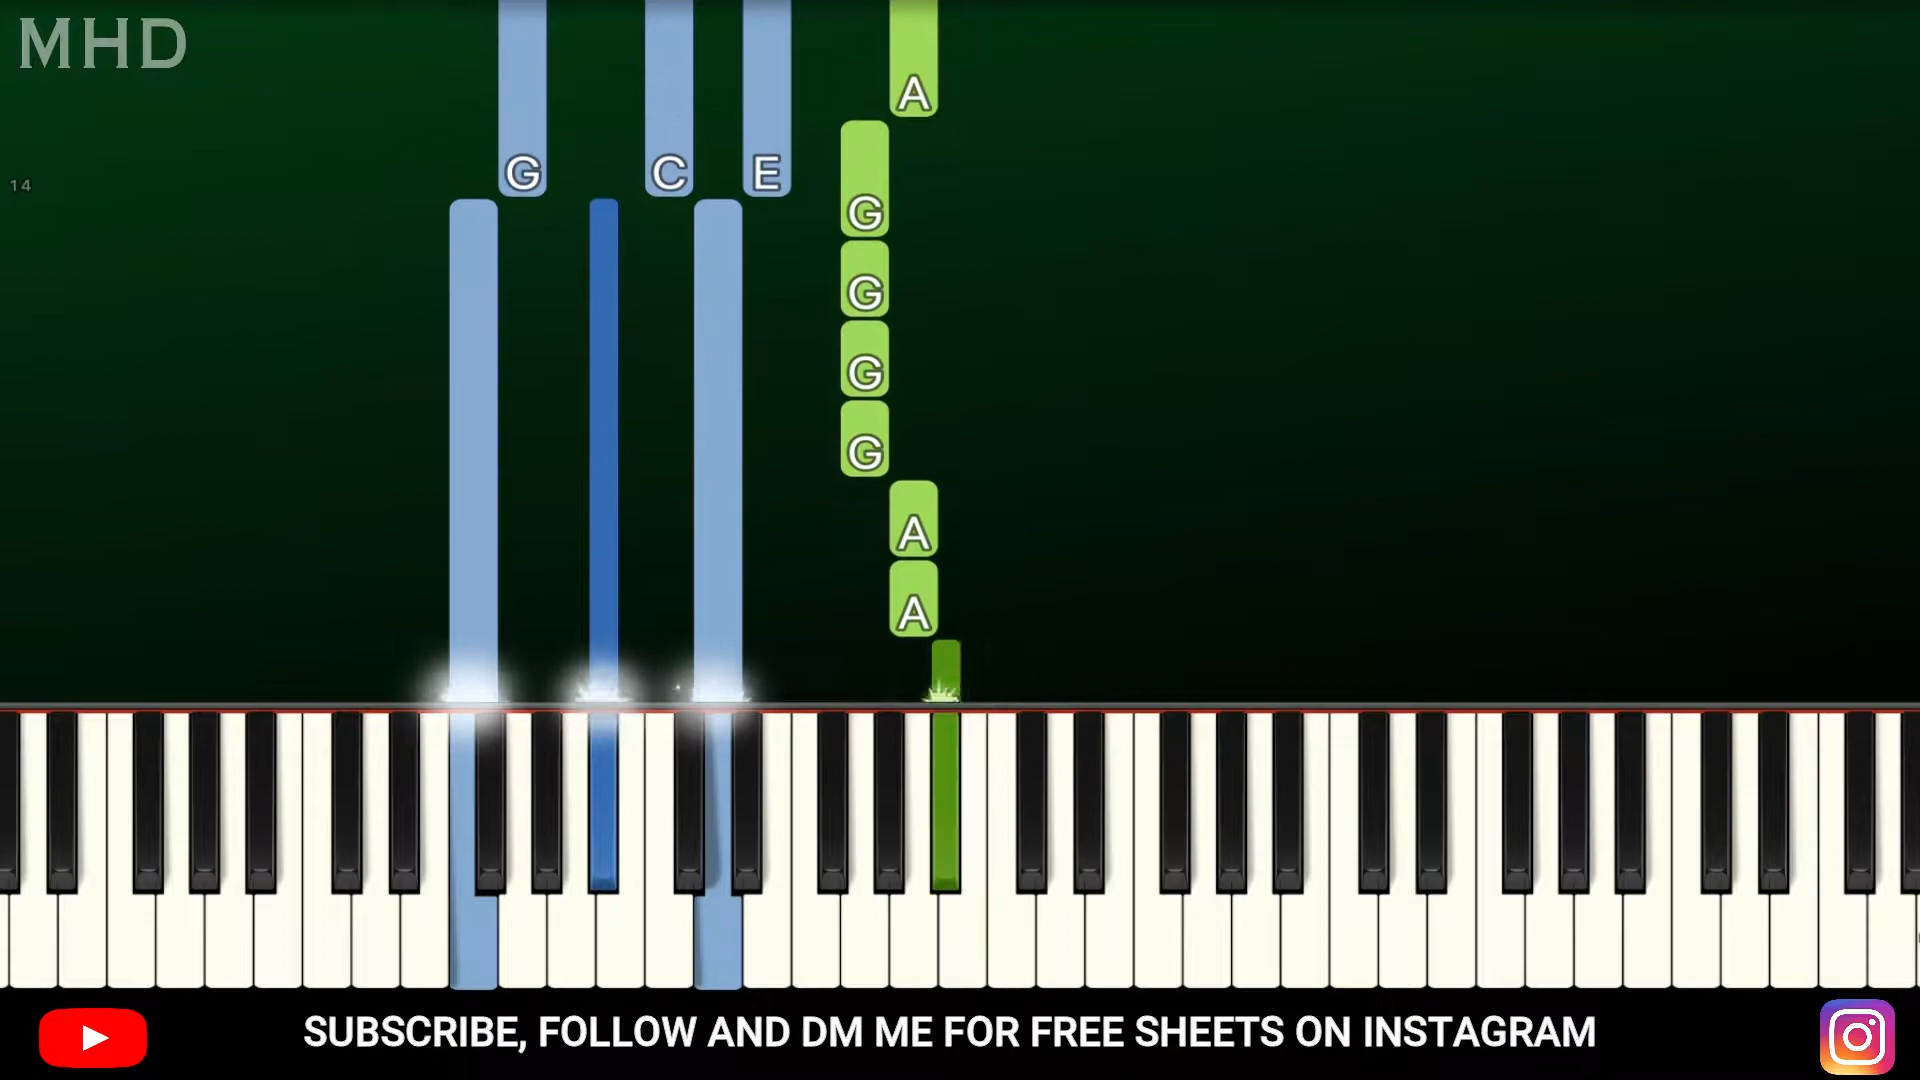 MHD
A
G C E
14
G
G
G
G
A
A
SUBSCRIBE, FOLLOW AND DM ME FOR FREE SHEETS ON INSTAGRAM